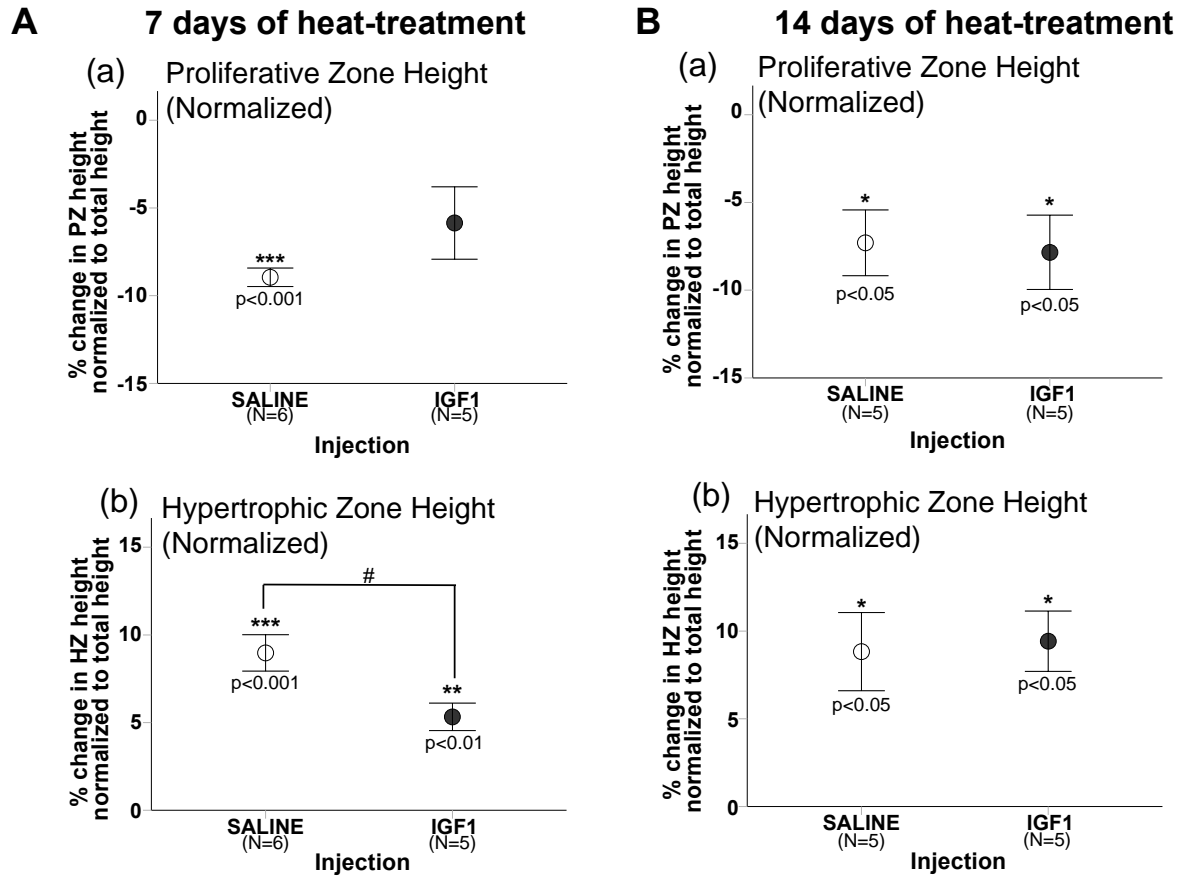 A 7 days of heat-treatment
(a) Proliferative Zone Height
(Normalized)
% change in PZ height
normalized to total height
0
-5
-10
-15
***
p<0.001
SALINE
(N=6)
IGF1
(N=5)
Injection
(b) Hypertrophic Zone Height
(Normalized)
% change in HZ height
normalized to total height
15
10
5
0
#
***
p<0.001
**
p<0.01
SALINE
(N=6)
IGF1
(N=5)
Injection
B 14 days of heat-treatment
(a) Proliferative Zone Height
(Normalized)
% change in PZ height
normalized to total height
0
-5
-10
-15
*
p<0.05
*
p<0.05
SALINE
(N=5)
IGF1
(N=5)
Injection
(b) Hypertrophic Zone Height
(Normalized)
% change in HZ height
normalized to total height
15
10
5
0
*
p<0.05
*
p<0.05
SALINE
(N=5)
IGF1
(N=5)
Injection